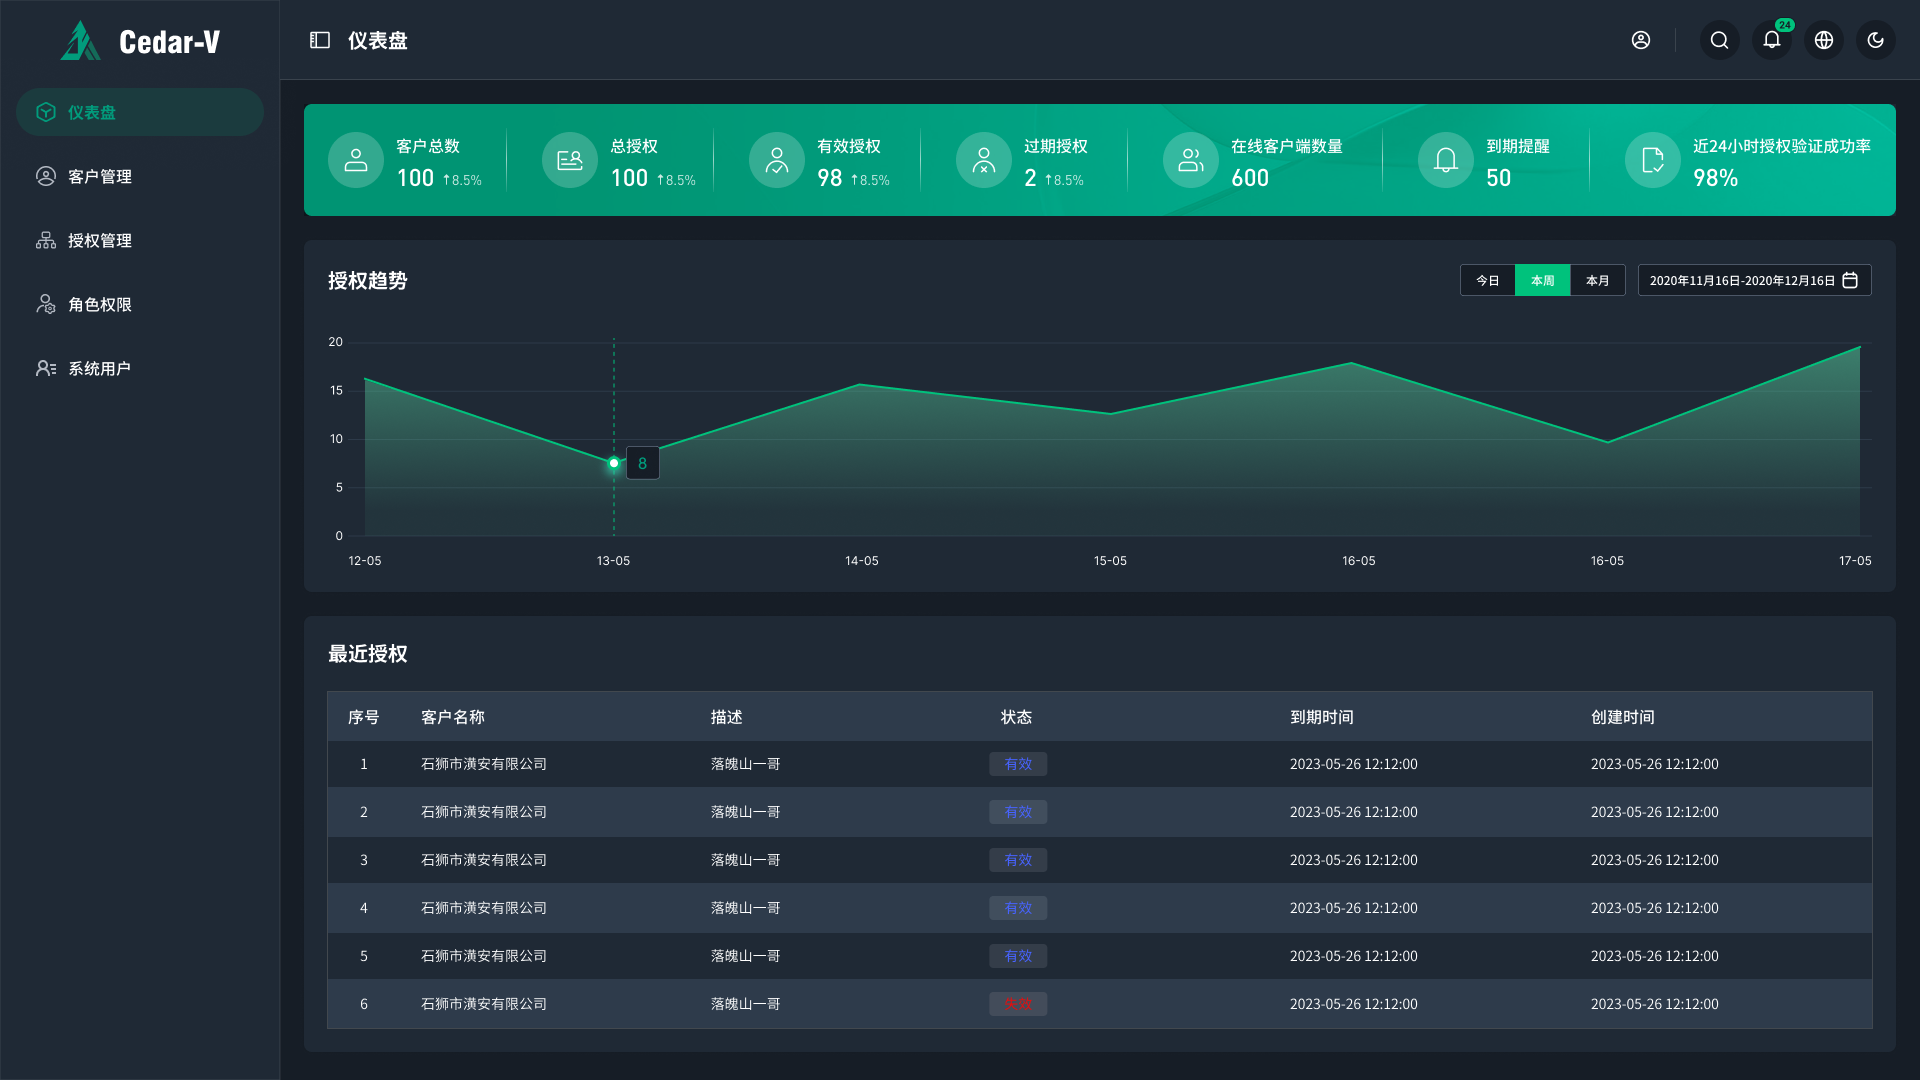 Cedar-V
仪表盘
客户管理
授权管理
角色权限
系统用户
仪表盘
24
客户总数
100 ↑8.5%
总授权
100 ↑8.5%
有效授权
98 ↑8.5%
过期授权
2 ↑8.5%
在线客户端数量
600
到期提醒
50
近24小时授权验证成功率
98%
授权趋势
今日 本周 本月
2020年11月16日-2020年12月16日
20
15
10
5
0
8
12-05 13-05 14-05 15-05 16-05 16-05 17-05
最近授权
序号 客户名称 描述 状态 到期时间 创建时间
1 石狮市潢安有限公司 落魄山一哥 有效 2023-05-26 12:12:00 2023-05-26 12:12:00
2 石狮市潢安有限公司 落魄山一哥 有效 2023-05-26 12:12:00 2023-05-26 12:12:00
3 石狮市潢安有限公司 落魄山一哥 有效 2023-05-26 12:12:00 2023-05-26 12:12:00
4 石狮市潢安有限公司 落魄山一哥 有效 2023-05-26 12:12:00 2023-05-26 12:12:00
5 石狮市潢安有限公司 落魄山一哥 有效 2023-05-26 12:12:00 2023-05-26 12:12:00
6 石狮市潢安有限公司 落魄山一哥 失效 2023-05-26 12:12:00 2023-05-26 12:12:00